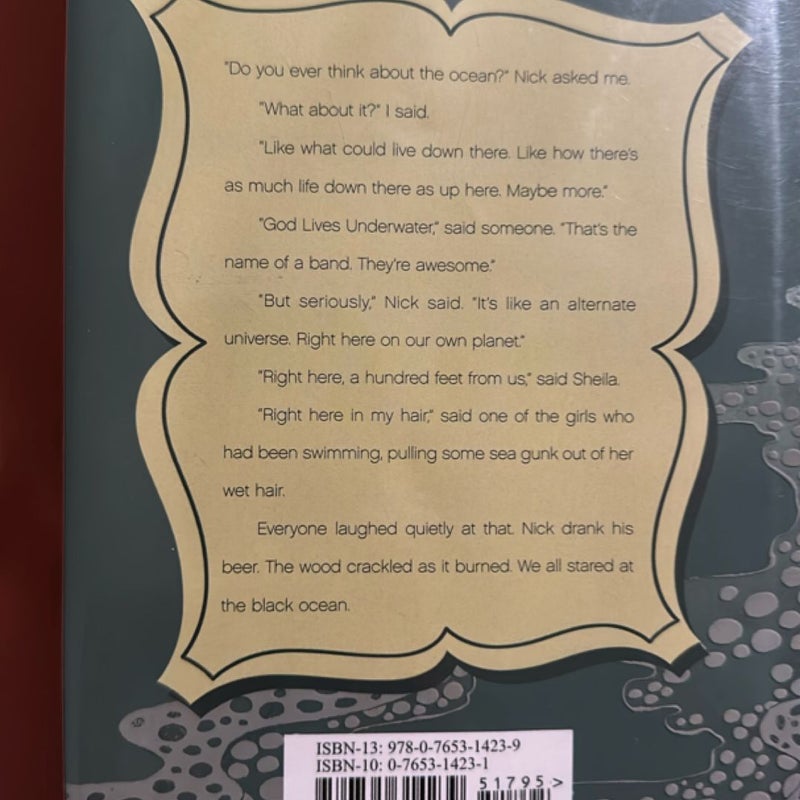 "Do you ever think about the ocean?" Nick asked me.
"What about it?" I said.
"Like what could live down there. Like how there's
as much life down there as up here. Maybe more."
"God Lives Underwater," said someone. "That's the
name of a band. They're awesome."
"But seriously," Nick said. "It's like an alternate
universe. Right here on our own planet."
"Right here, a hundred feet from us," said Sheila.
"Right here in my hair," said one of the girls who
had been swimming, pulling some sea gunk out of her
wet hair.
Everyone laughed quietly at that. Nick drank his
beer. The wood crackled as it burned. We all stared at
the black ocean.
ISBN-13: 978-0-7653-1423-9
ISBN-10: 0-7653-1423-1
51795>